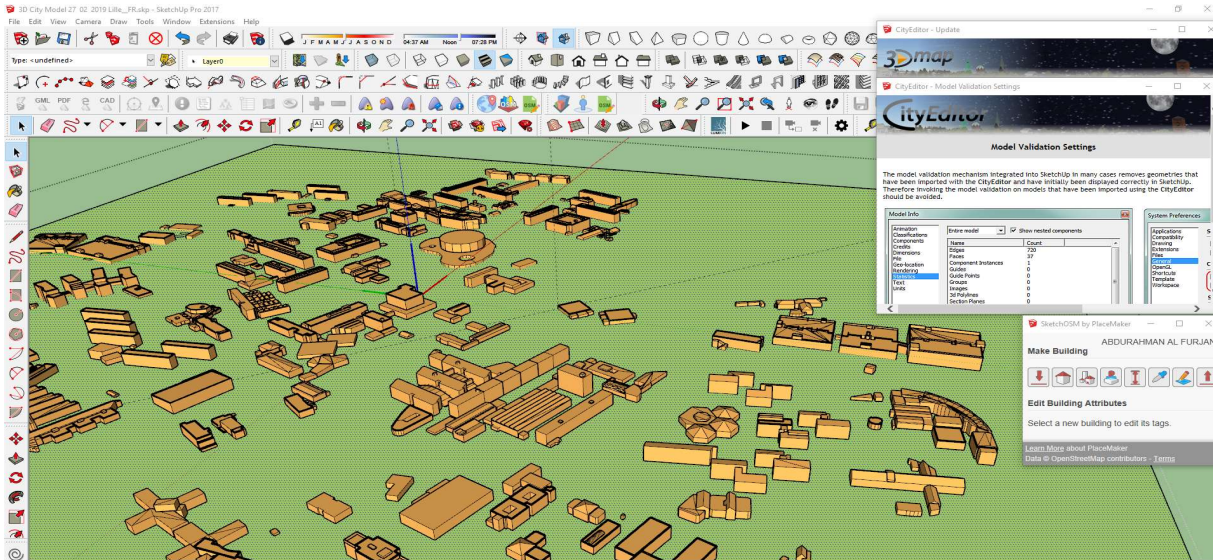 3D City Model 27 02 2019 Lille_FR.skp - SketchUp Pro 2017
File Edit View Camera Draw Tools Window Extensions Help
J F M A M J J A S O N D
04:37 AM Noon 07:28 PM
Type: <undefined>
Layer0
GML PDF CAD
OSM
CityEditor - Update
3Dmap
CityEditor - Model Validation Settings
CityEditor
Model Validation Settings
The model validation mechanism integrated into SketchUp in many cases removes geometries that
have been imported with the CityEditor and have initially been displayed correctly in SketchUp.
Therefore invoking the model validation on models that have been imported using the CityEditor
should be avoided.
Model Info
Animation
Classifications
Components
Credits
Dimensions
File
Geo-location
Rendering
Statistics
Text
Units
Entire model
Show nested components
Name Count
Edges 720
Faces 37
Component Instances 1
Guides 0
Guide Points 0
Groups 0
Images 0
3d Polylines 0
Section Planes 0
System Preferences
Applications
Compatibility
Drawing
Extensions
Files
General
OpenGL
Shortcuts
Template
Workspace
SketchOSM by PlaceMaker
ABDURAHMAN AL FURJAN
Make Building
Edit Building Attributes
Select a new building to edit its tags.
Learn More about PlaceMaker
Data © OpenStreetMap contributors - Terms